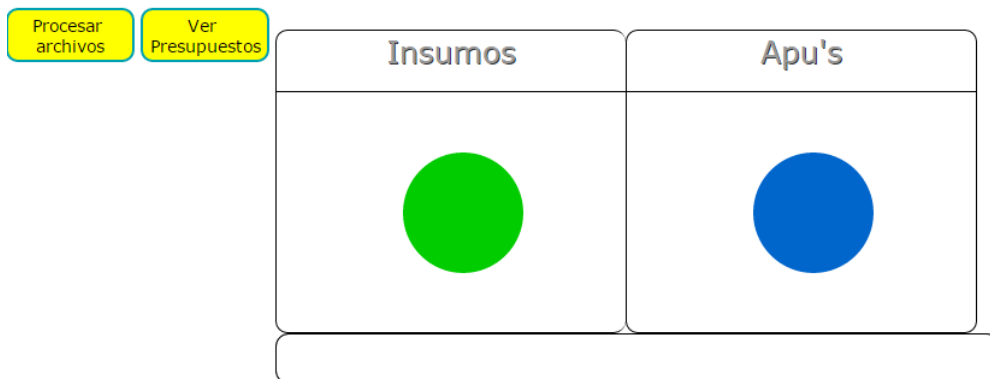 Procesar
archivos
Ver
Presupuestos
Insumos
Apu's